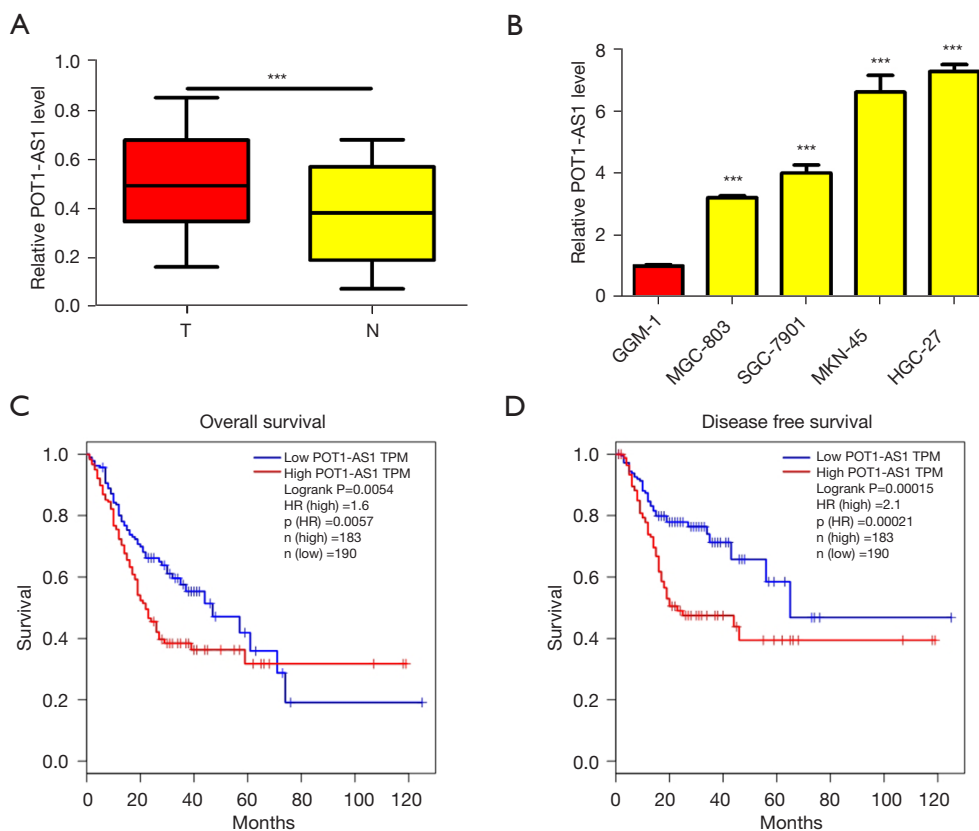 A
Relative POT1-AS1 level
1.0
0.8
0.6
0.4
0.2
0.0
***
T
N
B
Relative POT1-AS1 level
8
6
4
2
0
***
***
***
***
GGM-1
MGC-803
SGC-7901
MKN-45
HGC-27
C
Overall survival
Survival
1.0
0.8
0.6
0.4
0.2
0.0
Low POT1-AS1 TPM
High POT1-AS1 TPM
Logrank P=0.0054
HR (high) =1.6
p (HR) =0.0057
n (high) =183
n (low) =190
0 20 40 60 80 100 120
Months
D
Disease free survival
Survival
1.0
0.8
0.6
0.4
0.2
0.0
Low POT1-AS1 TPM
High POT1-AS1 TPM
Logrank P=0.00015
HR (high) =2.1
p (HR) =0.00021
n (high) =183
n (low) =190
0 20 40 60 80 100 120
Months